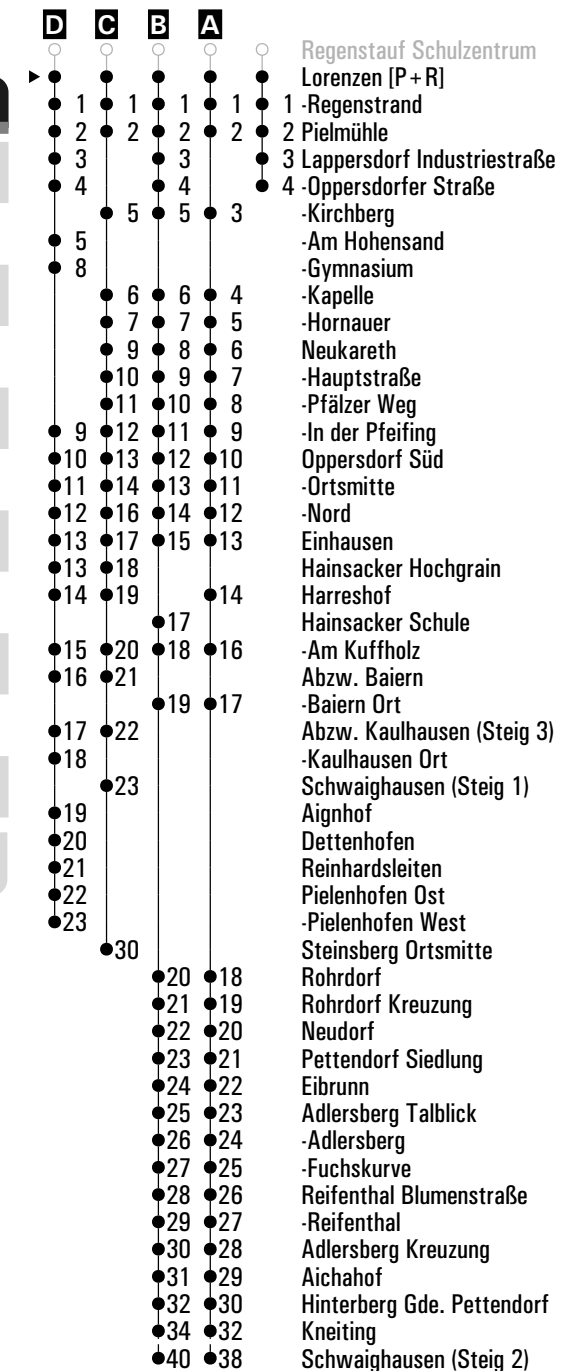 D C B A
Regenstauf Schulzentrum
Lorenzen [P+R]
1 1 1 1 1 -Regenstrand
2 2 2 2 2 Pielmühle
3 3 3 Lappersdorf Industriestraße
4 4 4 -Oppersdorfer Straße
5 5 3 -Kirchberg
5 -Am Hohensand
8 -Gymnasium
6 6 4 -Kapelle
7 7 5 -Hornauer
9 8 6 Neukareth
10 9 7 -Hauptstraße
11 10 8 -Pfälzer Weg
9 12 11 9 -In der Pfeifing
10 13 12 10 Oppersdorf Süd
11 14 13 11 -Ortsmitte
12 16 14 12 -Nord
13 17 15 13 Einhausen
13 18 Hainsacker Hochgrain
14 19 14 Harreshof
17 Hainsacker Schule
15 20 18 16 -Am Kuffholz
16 21 Abzw. Baiern
19 17 -Baiern Ort
17 22 Abzw. Kaulhausen (Steig 3)
18 -Kaulhausen Ort
23 Schwaighausen (Steig 1)
19 Aignhof
20 Dettenhofen
21 Reinhardsleiten
22 Pielenhofen Ost
23 -Pielenhofen West
30 Steinsberg Ortsmitte
20 18 Rohrdorf
21 19 Rohrdorf Kreuzung
22 20 Neudorf
23 21 Pettendorf Siedlung
24 22 Eibrunn
25 23 Adlersberg Talblick
26 24 -Adlersberg
27 25 -Fuchskurve
28 26 Reifenthal Blumenstraße
29 27 -Reifenthal
30 28 Adlersberg Kreuzung
31 29 Aichahof
32 30 Hinterberg Gde. Pettendorf
34 32 Kneiting
40 38 Schwaighausen (Steig 2)